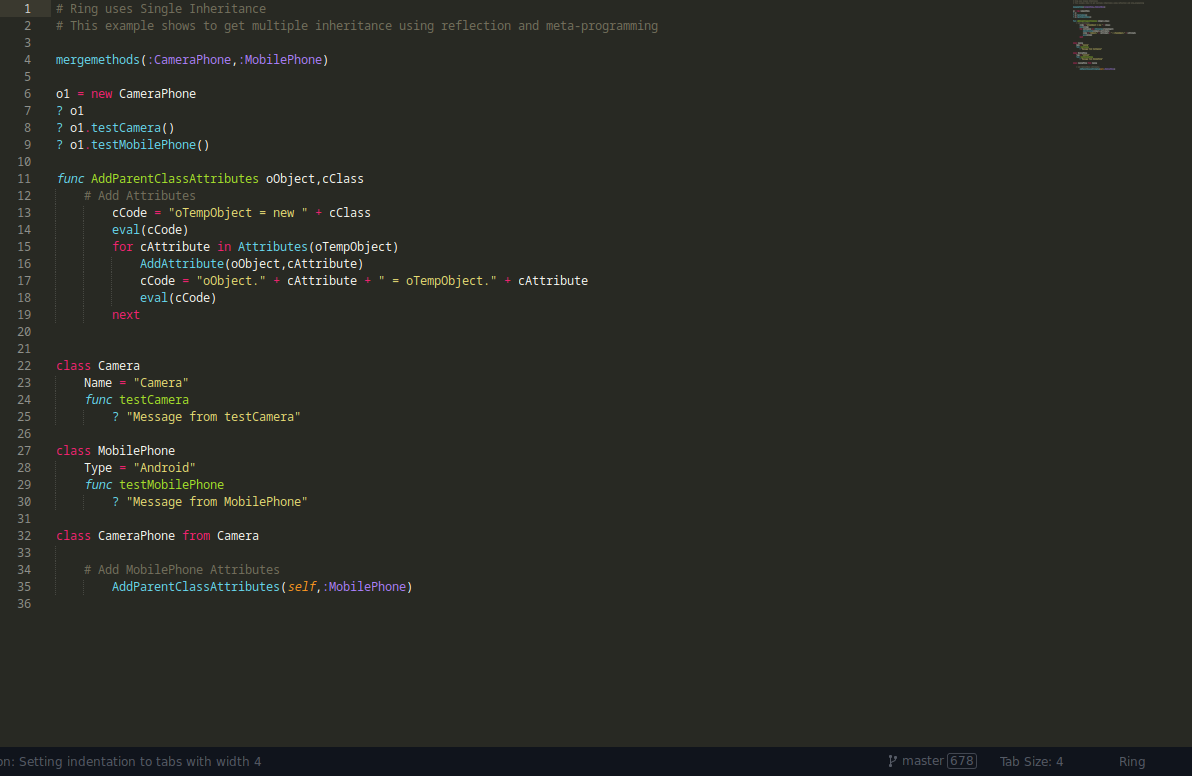 1 # Ring uses Single Inheritance
2 # This example shows to get multiple inheritance using reflection and meta-programming
3
4 mergemethods(:CameraPhone,:MobilePhone)
5
6 o1 = new CameraPhone
7 ? o1
8 ? o1.testCamera()
9 ? o1.testMobilePhone()
10
11 func AddParentClassAttributes oObject,cClass
12 # Add Attributes
13 cCode = "oTempObject = new " + cClass
14 eval(cCode)
15 for cAttribute in Attributes(oTempObject)
16 AddAttribute(oObject,cAttribute)
17 cCode = "oObject." + cAttribute + " = oTempObject." + cAttribute
18 eval(cCode)
19 next
20
21
22 class Camera
23 Name = "Camera"
24 func testCamera
25 ? "Message from testCamera"
26
27 class MobilePhone
28 Type = "Android"
29 func testMobilePhone
30 ? "Message from MobilePhone"
31
32 class CameraPhone from Camera
33
34 # Add MobilePhone Attributes
35 AddParentClassAttributes(self,:MobilePhone)
36
on: Setting indentation to tabs with width 4 master 678 Tab Size: 4 Ring